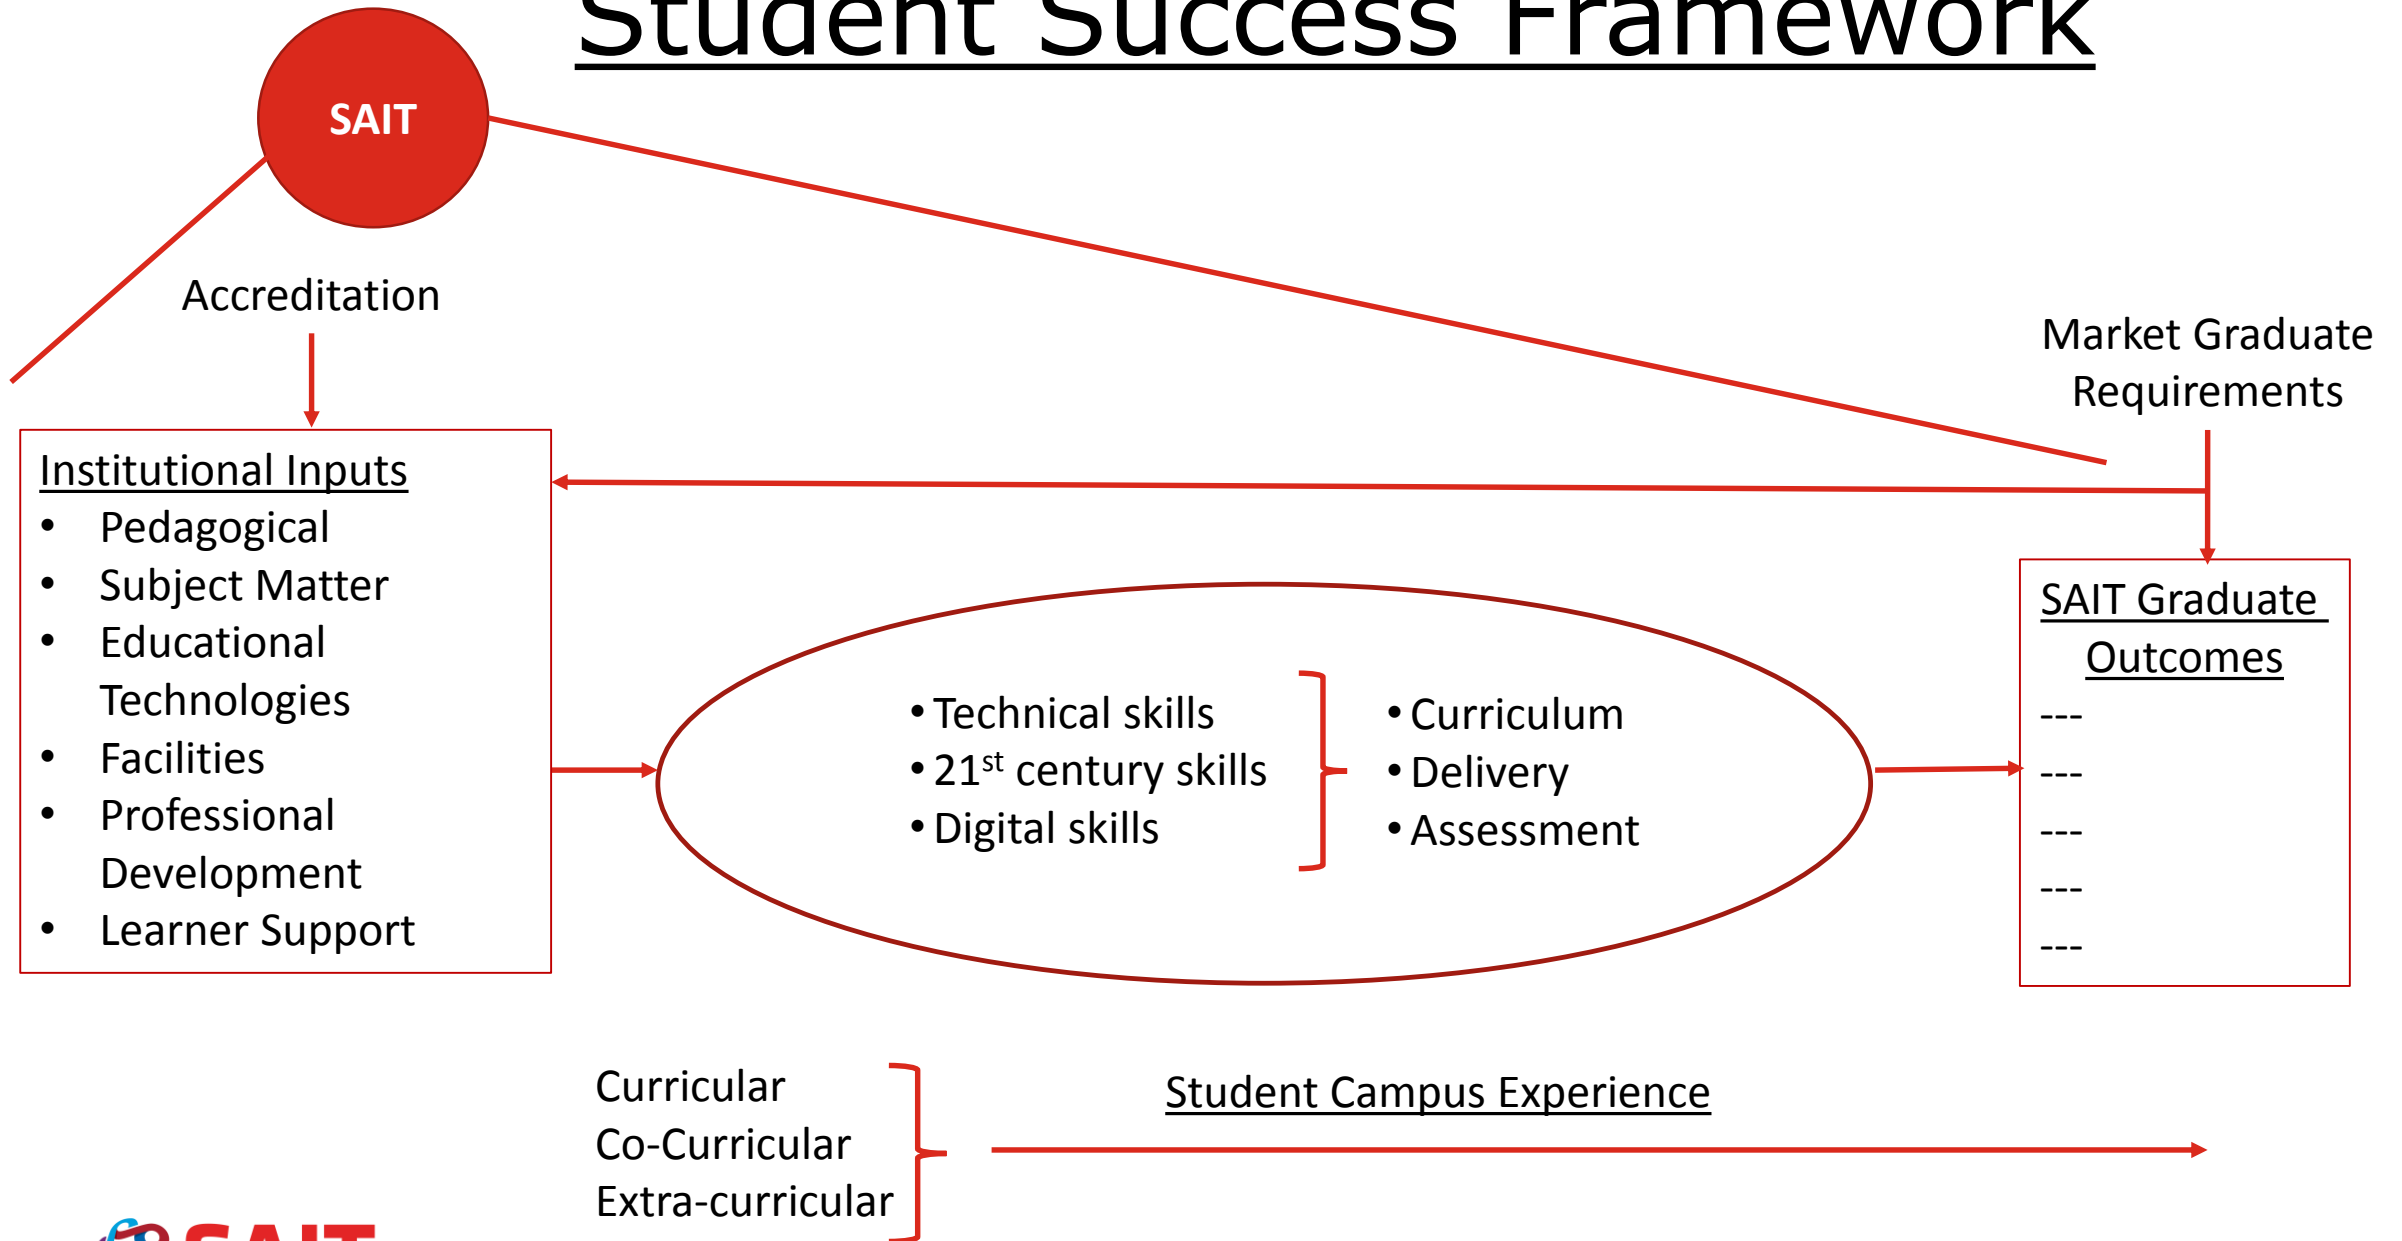 Student Success Framework
SAIT
Accreditation
Market Graduate
Requirements
Institutional Inputs
• Pedagogical
• Subject Matter
• Educational
Technologies
• Facilities
• Professional
Development
• Learner Support
• Technical skills
• 21st century skills
• Digital skills
• Curriculum
• Delivery
• Assessment
SAIT Graduate
Outcomes
---
---
---
---
---
Curricular
Co-Curricular
Extra-curricular
Student Campus Experience
SAIT